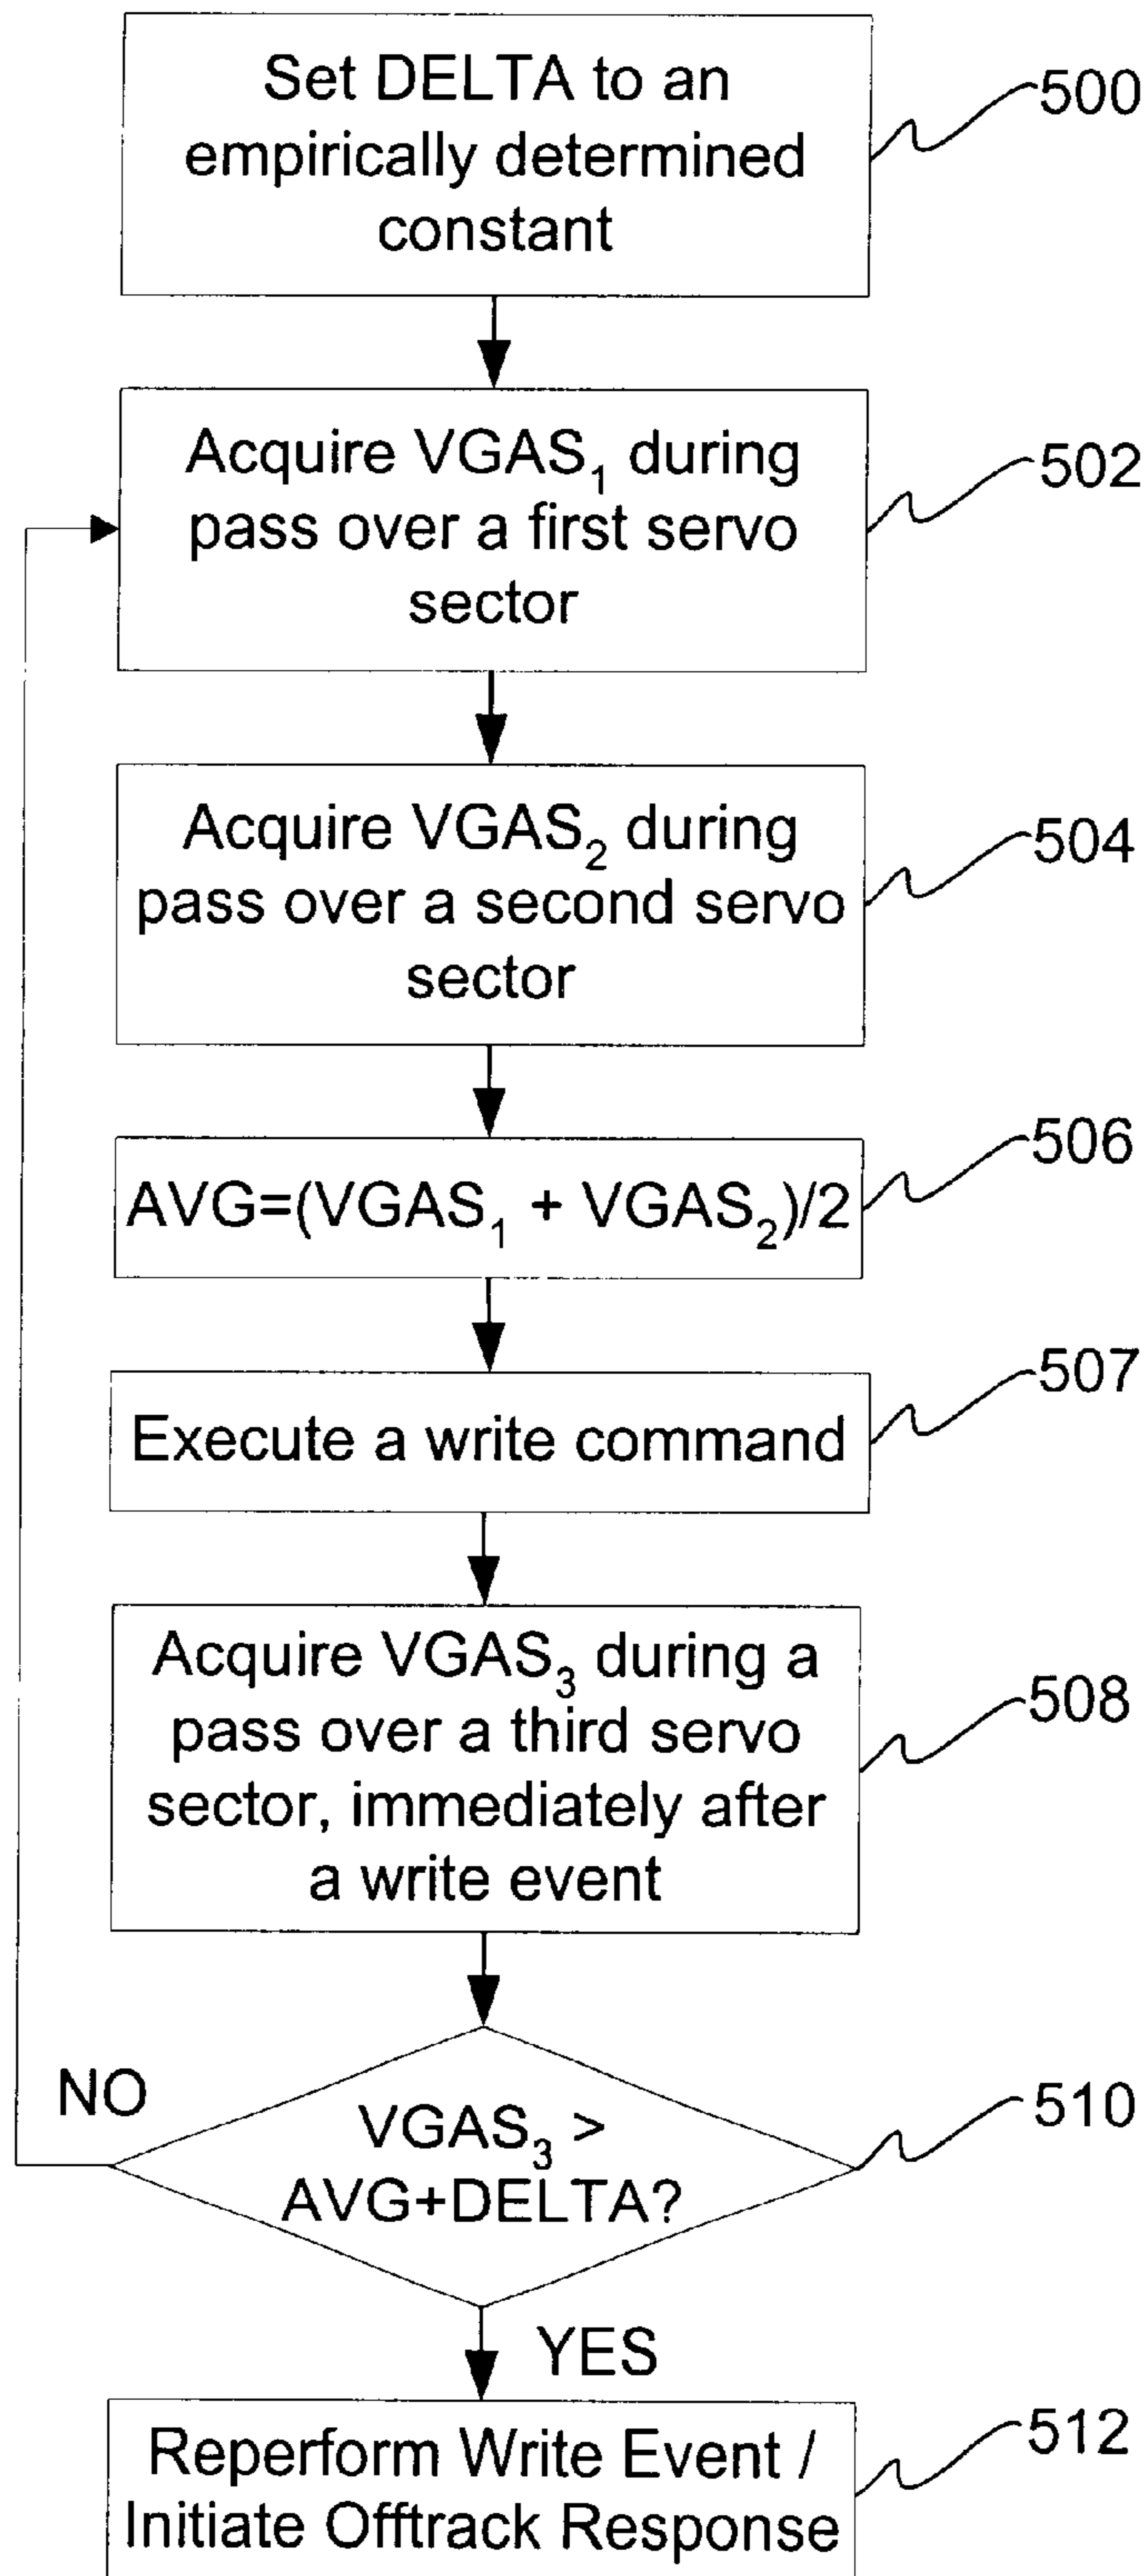 Set DELTA to an
empirically determined
constant
500
Acquire VGAS₁ during
pass over a first servo
sector
502
Acquire VGAS₂ during
pass over a second servo
sector
504
AVG=(VGAS₁ + VGAS₂)/2
506
Execute a write command
507
Acquire VGAS₃ during a
pass over a third servo
sector, immediately after
a write event
508
NO
VGAS₃ >
AVG+DELTA?
510
YES
Reperform Write Event /
Initiate Offtrack Response
512